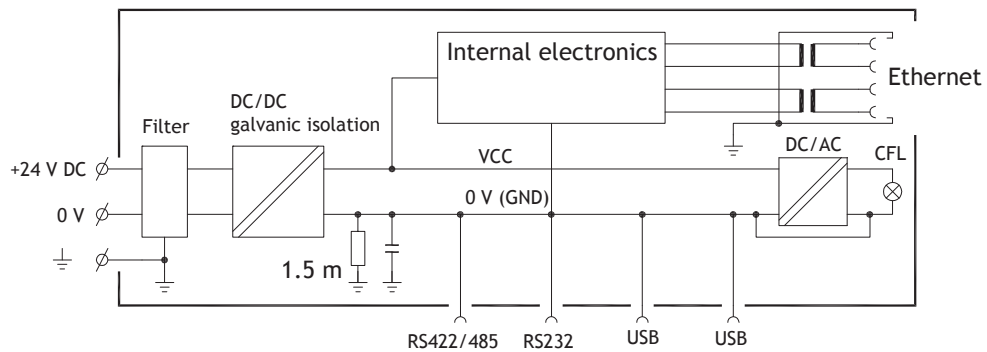 Internal electronics
Ethernet
DC/DC
galvanic isolation
Filter
DC/AC
CFL
+24 V DC
VCC
0 V
0 V (GND)
1.5 m
RS422/485
RS232
USB
USB